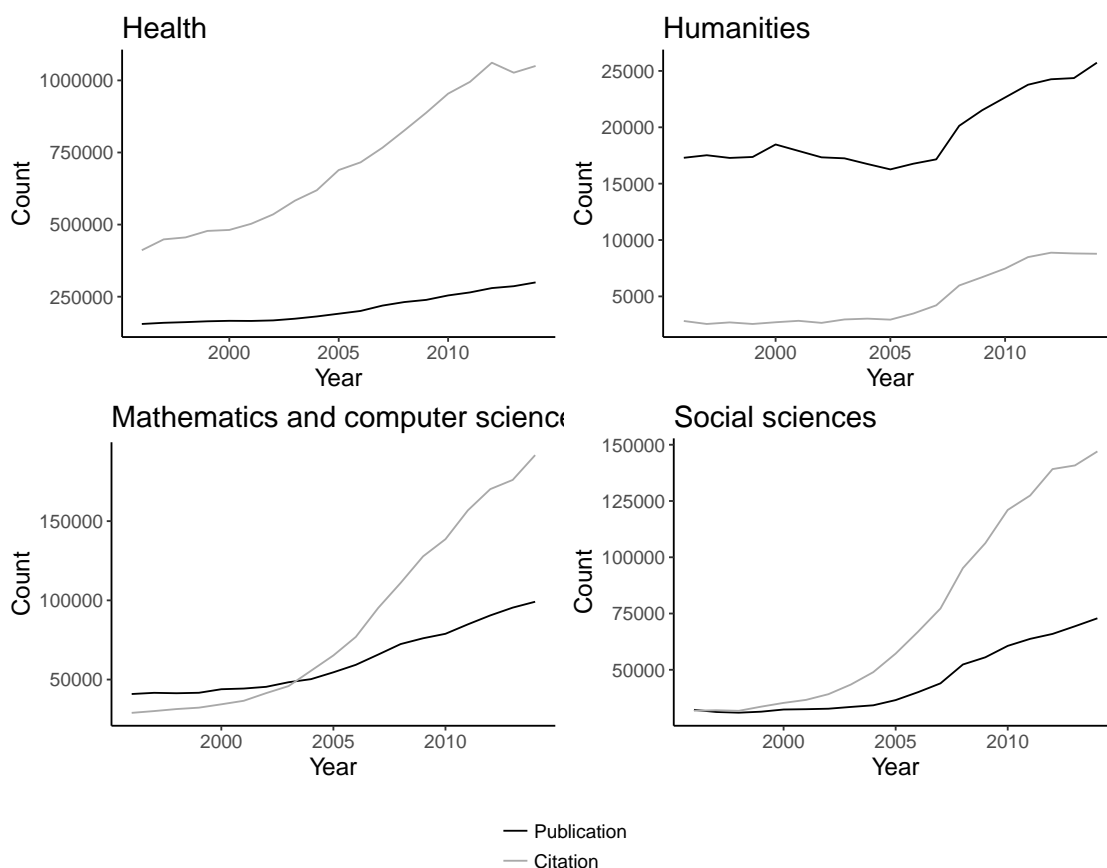 Health
1000000
750000
500000
250000
Count
2000 2005 2010
Year
Humanities
25000
20000
15000
10000
5000
Count
2000 2005 2010
Year
Mathematics and computer science
150000
100000
50000
Count
2000 2005 2010
Year
Social sciences
150000
125000
100000
75000
50000
Count
2000 2005 2010
Year
Publication
Citation